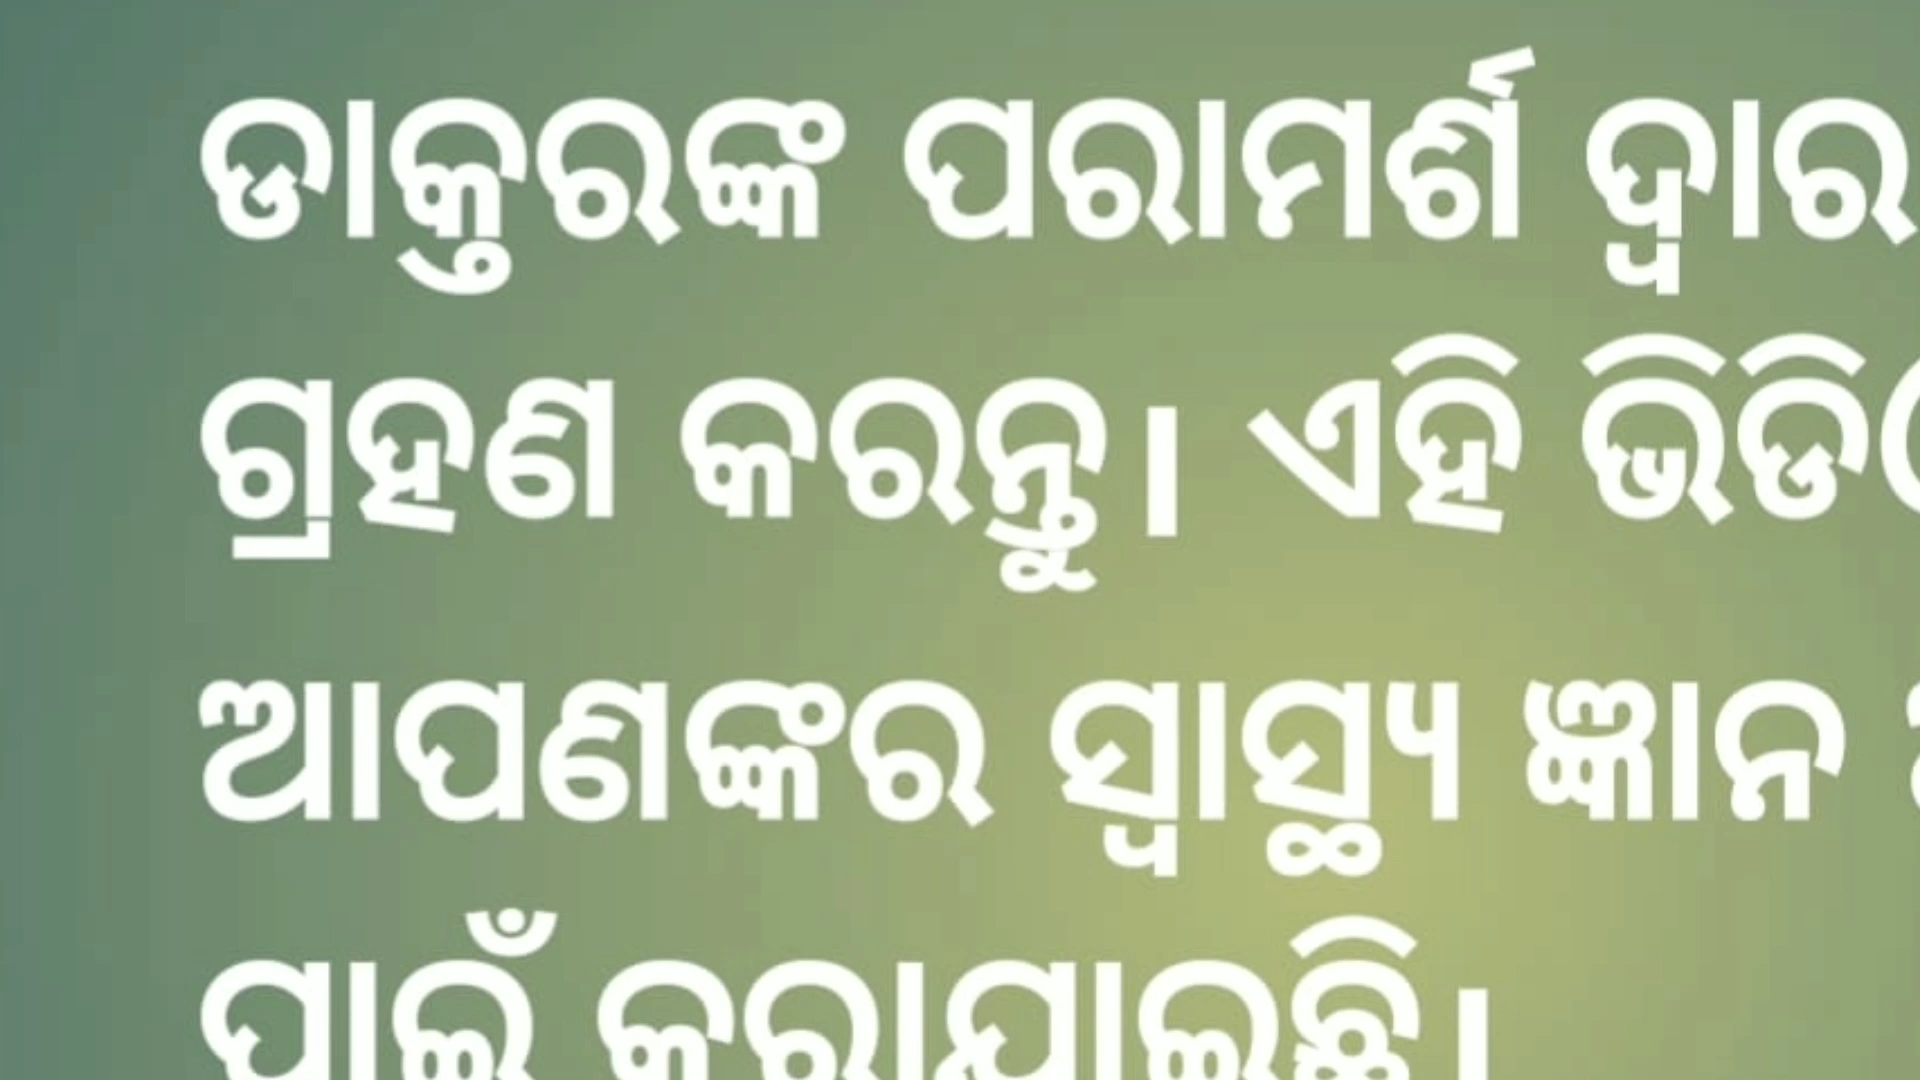 ଡାକ୍ତରଙ୍କ ପରାମର୍ଶ
ଗ୍ରହଣ କରନ୍ତୁ। ଏହି
ଆପଣଙ୍କର ସ୍ୱାସ୍ଥ୍ୟ ଜ୍ଞାନ
ପାଇଁ କରାଯାଇଛି।